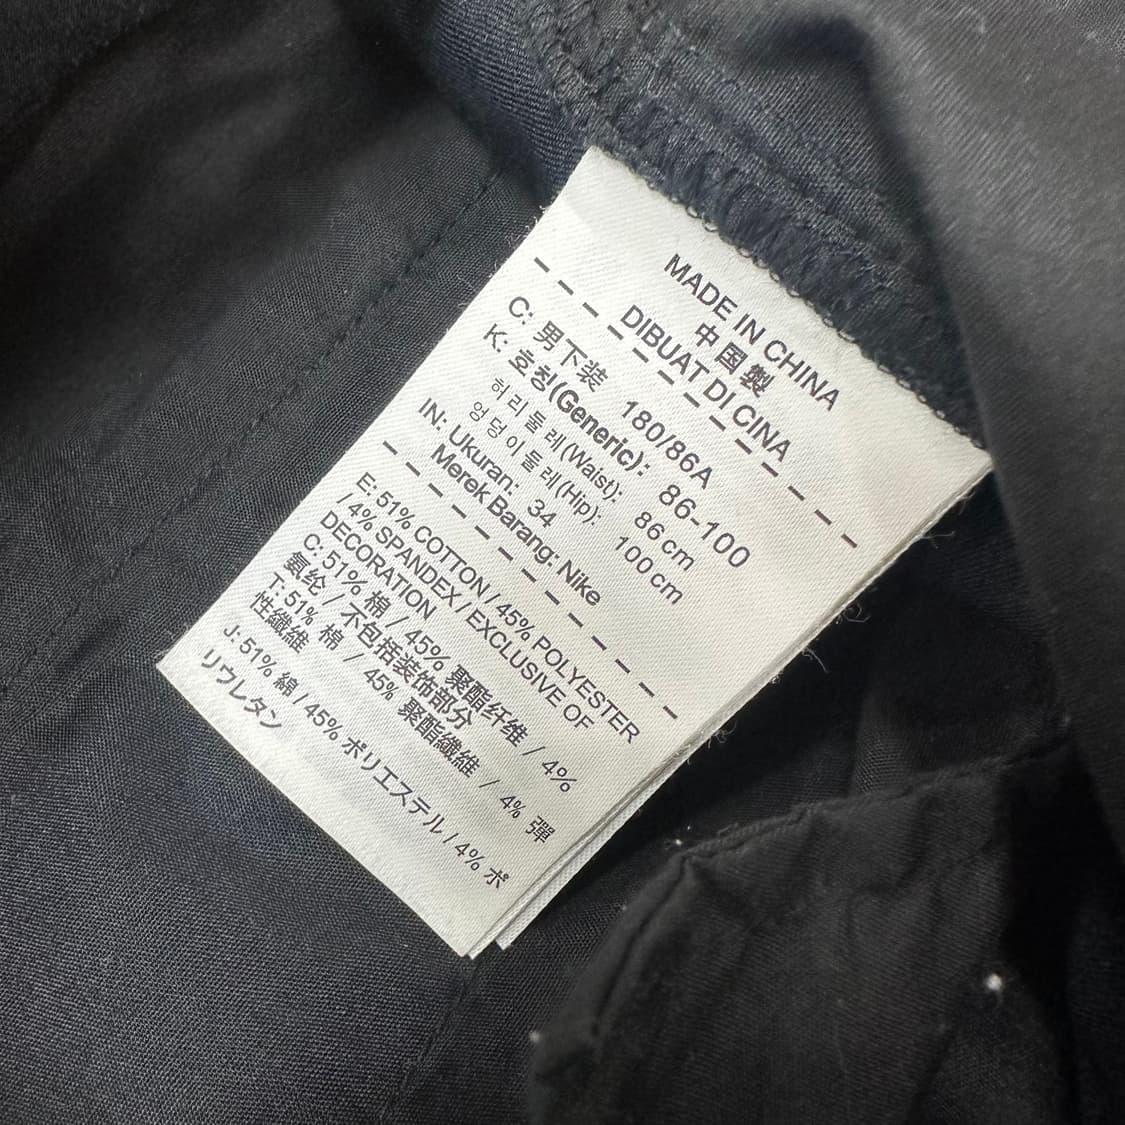 MADE IN CHINA
中国製
DIBUAT DI CINA
C: 男下装 180/86A
K: 호칭(Generic): 86-100
허리둘레(Waist): 86cm
엉덩이둘레(Hip): 100cm
IN: Ukuran: 34
Merek Barang: Nike
E: 51% COTTON / 45% POLYESTER
/ 4% SPANDEX / EXCLUSIVE OF
DECORATION
C: 51% 棉 / 45% 聚酯纤维 / 4%
氨纶 / 不包括装饰部分
T: 51% 棉 / 45% 聚酯纖維 / 4% 彈
性纖維
J: 51% 綿 / 45% ポリエステル / 4% ポ
リウレタン